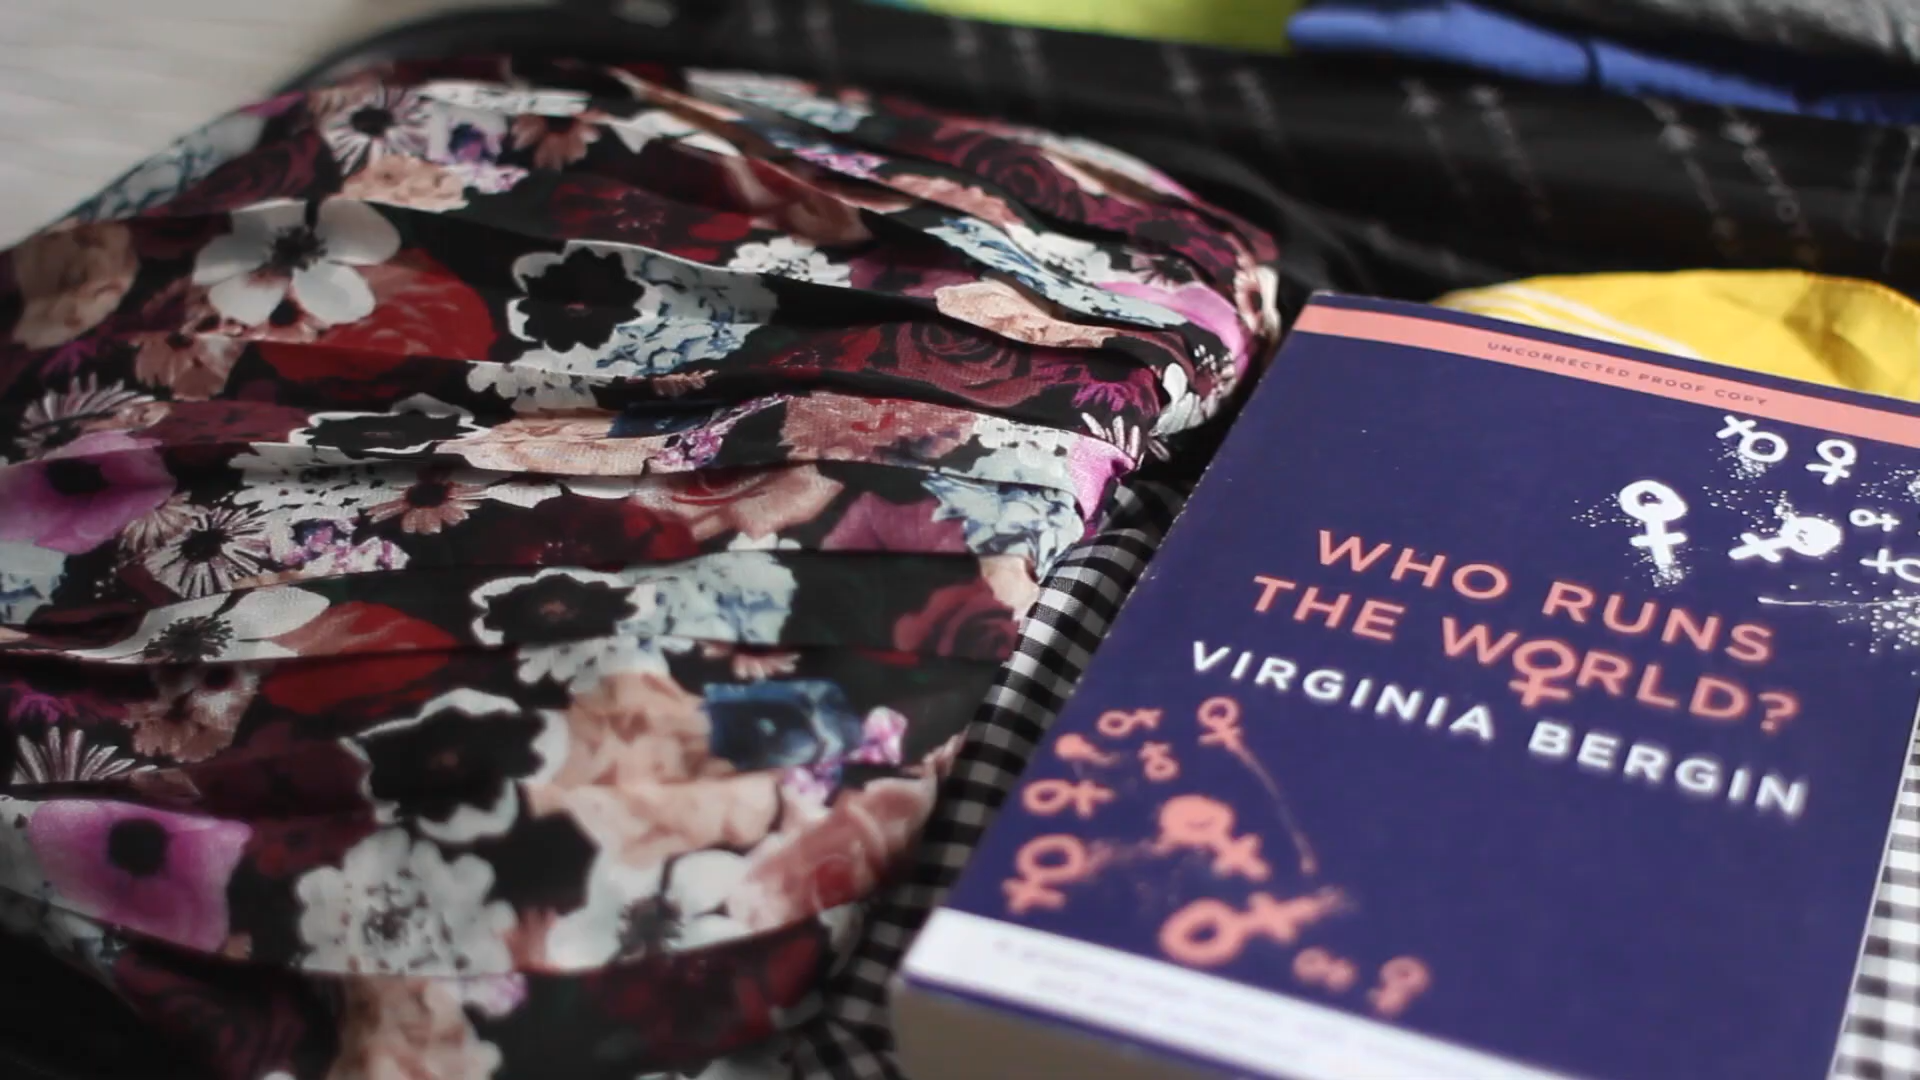 UNCORRECTED PROOF COPY
WHO RUNS
THE WORLD?
VIRGINIA BERGIN